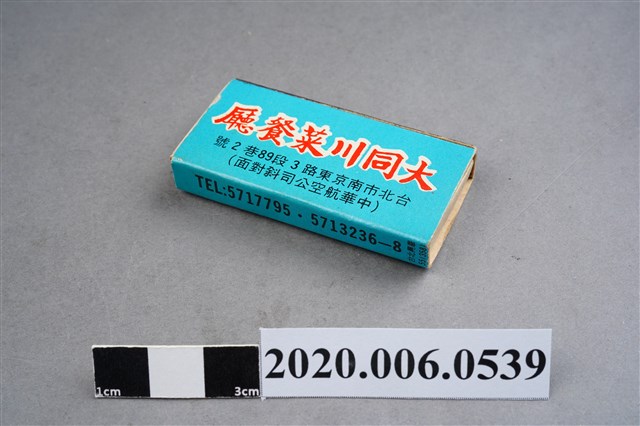 大同川菜餐廳
台北市南京東路3段89巷2號
(中華航空公司斜對面)
TEL:5717795・5713236—8
2020.006.0539
1cm
3cm